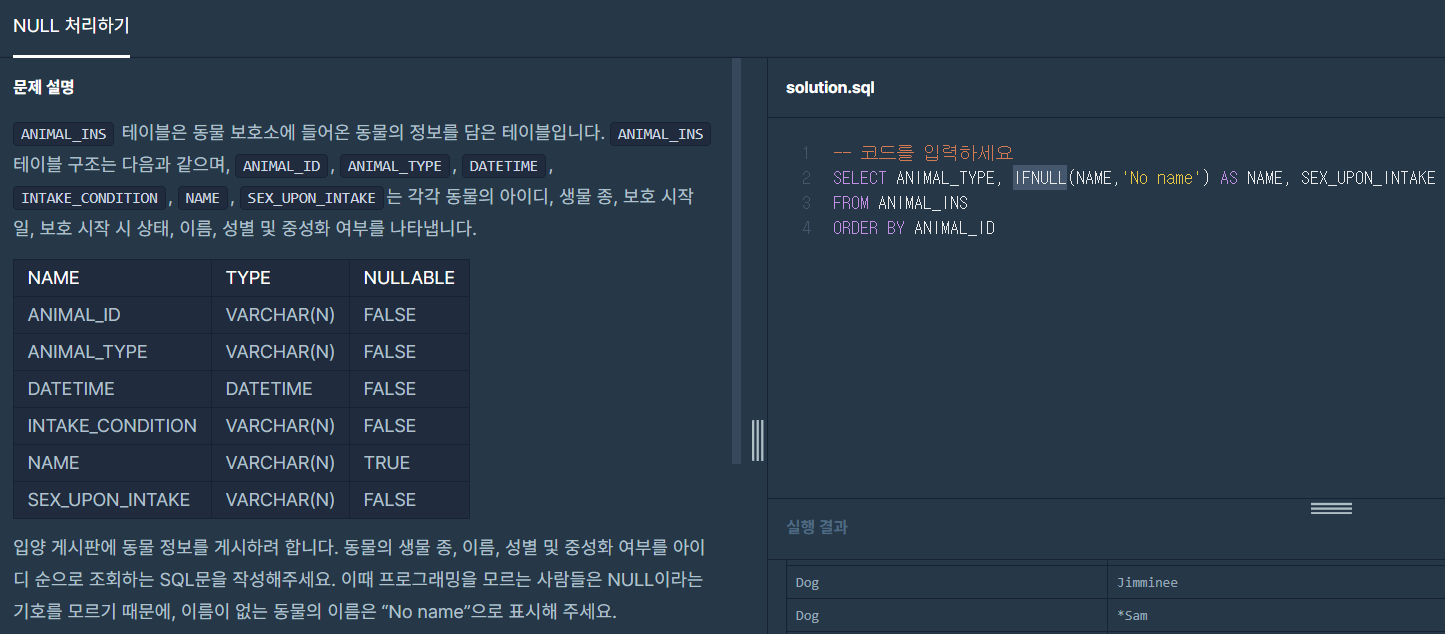 NULL 처리하기
문제 설명
ANIMAL_INS 테이블은 동물 보호소에 들어온 동물의 정보를 담은 테이블입니다. ANIMAL_INS
테이블 구조는 다음과 같으며, ANIMAL_ID , ANIMAL_TYPE , DATETIME ,
INTAKE_CONDITION , NAME , SEX_UPON_INTAKE 는 각각 동물의 아이디, 생물 종, 보호 시작
일, 보호 시작 시 상태, 이름, 성별 및 중성화 여부를 나타냅니다.
NAME TYPE NULLABLE
ANIMAL_ID VARCHAR(N) FALSE
ANIMAL_TYPE VARCHAR(N) FALSE
DATETIME DATETIME FALSE
INTAKE_CONDITION VARCHAR(N) FALSE
NAME VARCHAR(N) TRUE
SEX_UPON_INTAKE VARCHAR(N) FALSE
입양 게시판에 동물 정보를 게시하려 합니다. 동물의 생물 종, 이름, 성별 및 중성화 여부를 아이
디 순으로 조회하는 SQL문을 작성해주세요. 이때 프로그래밍을 모르는 사람들은 NULL이라는
기호를 모르기 때문에, 이름이 없는 동물의 이름은 “No name”으로 표시해 주세요.
solution.sql
1 -- 코드를 입력하세요
2 SELECT ANIMAL_TYPE, IFNULL(NAME,'No name') AS NAME, SEX_UPON_INTAKE
3 FROM ANIMAL_INS
4 ORDER BY ANIMAL_ID
실행 결과
Dog Jimminee
Dog *Sam